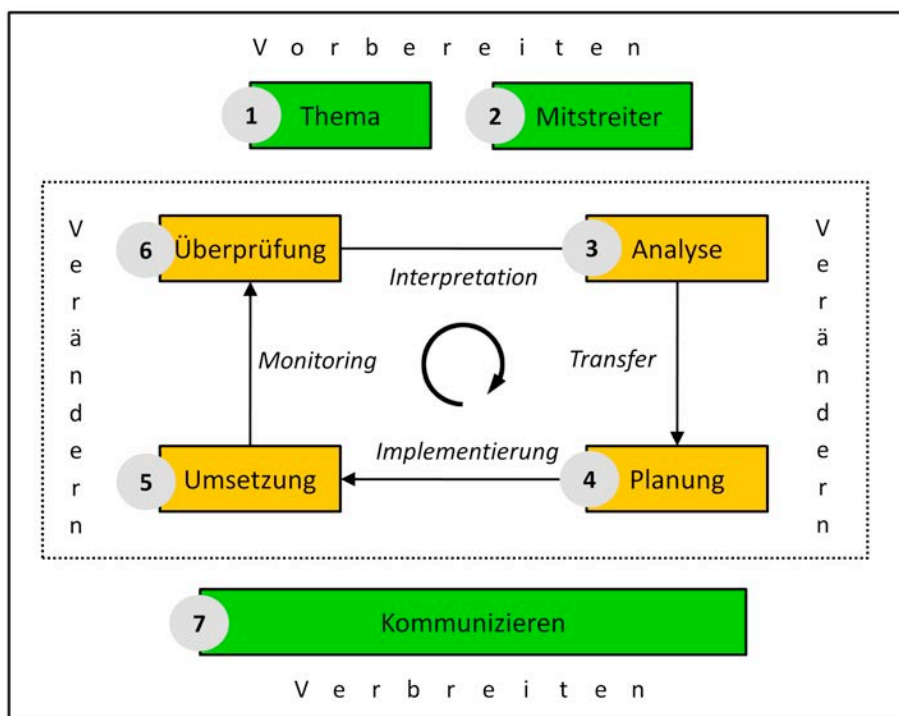 V o r b e r e i t e n
1 Thema
2 Mitstreiter
V e r ä n d e r n
6 Überprüfung
Interpretation
3 Analyse
Monitoring
Transfer
Implementierung
5 Umsetzung
4 Planung
V e r ä n d e r n
7 Kommunizieren
V e r b r e i t e n